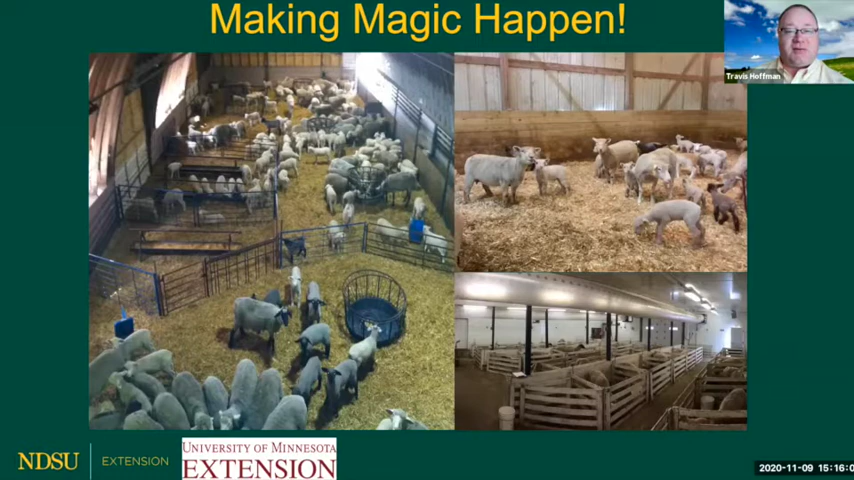 Making Magic Happen!
Travis Hoffman
NDSU
EXTENSION
UNIVERSITY OF MINNESOTA
EXTENSION
2020-11-09 15:16:0